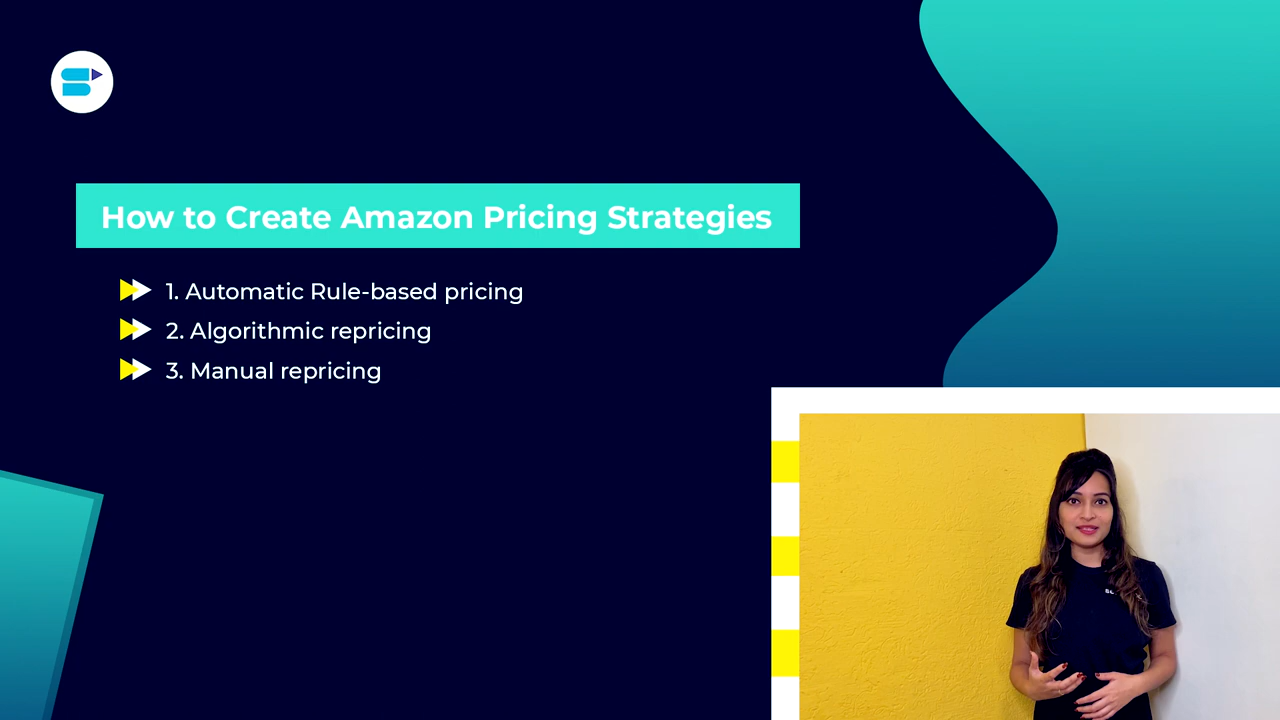 How to Create Amazon Pricing Strategies
1. Automatic Rule-based pricing
2. Algorithmic repricing
3. Manual repricing